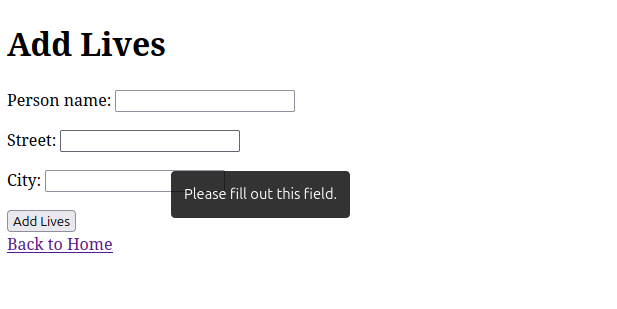 Add Lives
Person name:
Street:
City:
Please fill out this field.
Add Lives
Back to Home